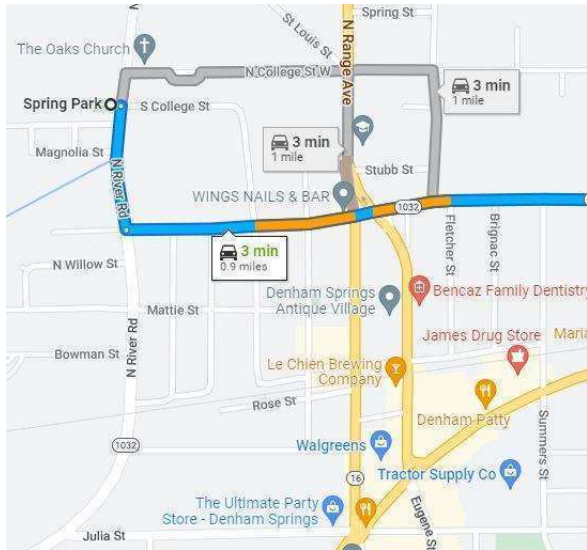 Spring St
St Louis St
N Range Ave
The Oaks Church
N College St W
3 min
1 mile
Spring Park
S College St
3 min
1 mile
Magnolia St
Stubb St
N River Rd
WINGS NAILS & BAR
1032
3 min
0.9 miles
Fletcher St
Brignac St
N Willow St
Denham Springs
Antique Village
Bencaz Family Dentistry
Mattie St
James Drug Store
Maria
Bowman St
N River Rd
Le Chien Brewing
Company
Rose St
Denham Patty
Summers St
1032
Walgreens
16
Tractor Supply Co
The Ultimate Party
Store - Denham Springs
Eugene St
Julia St